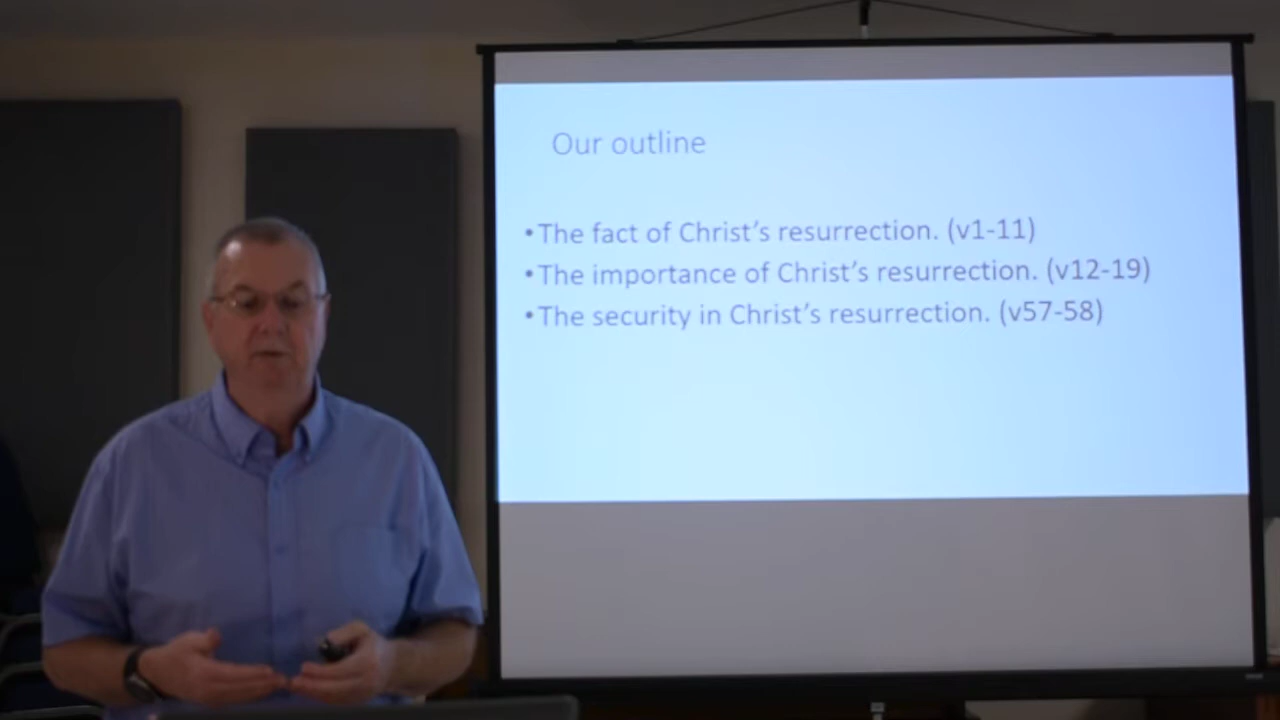 Our outline
•The fact of Christ’s resurrection. (v1-11)
•The importance of Christ’s resurrection. (v12-19)
•The security in Christ’s resurrection. (v57-58)